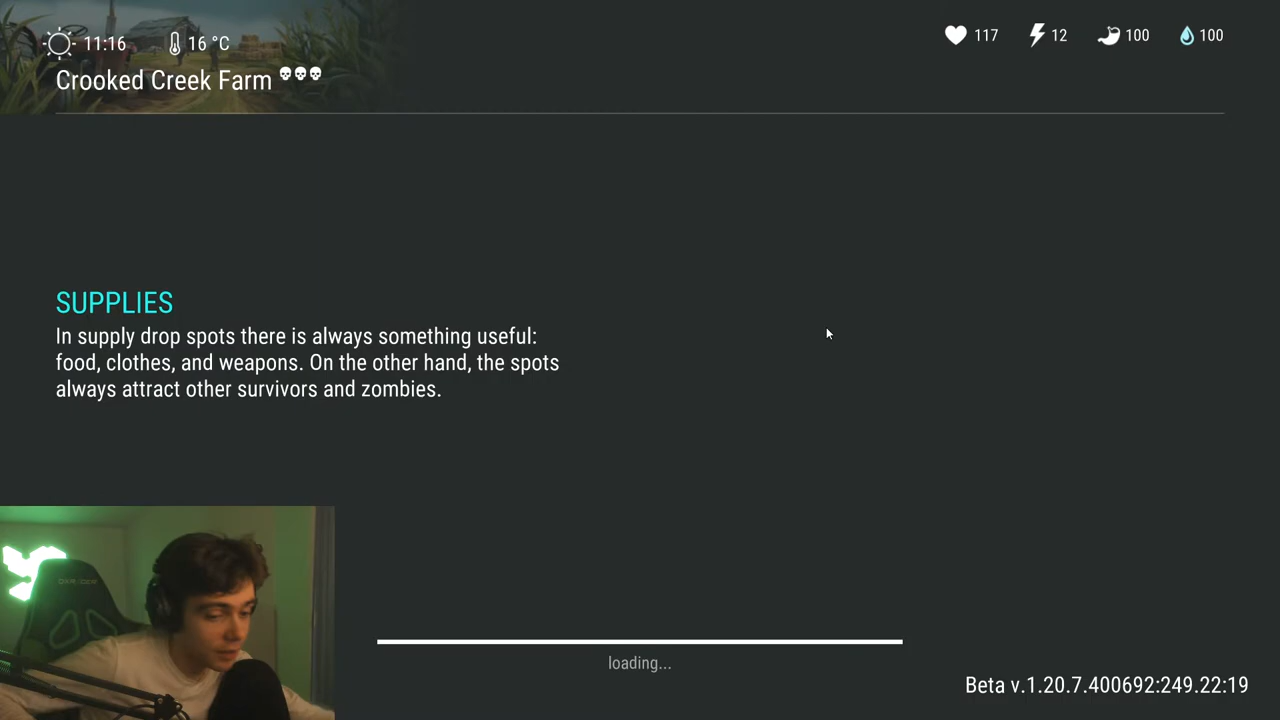 11:16
16 °C
117
12
100
100
Crooked Creek Farm
SUPPLIES
In supply drop spots there is always something useful:
food, clothes, and weapons. On the other hand, the spots
always attract other survivors and zombies.
loading...
Beta v.1.20.7.400692:249.22:19